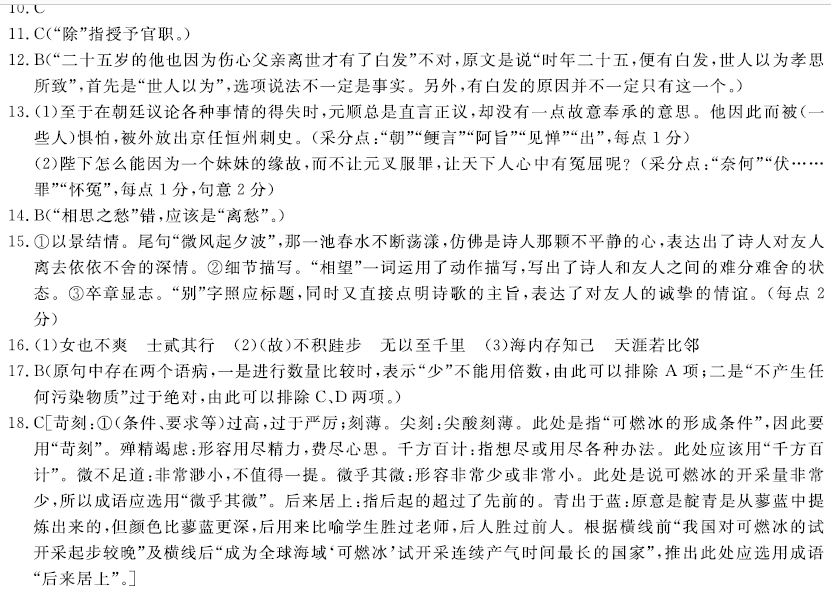 10. C
11. C(“除”指授予官职。)
12. B(“二十五岁的他也因为伤心父亲离世才有了白发”不对,原文是说“时年二十五,便有白发,世人以为孝思
所致”,首先是“世人以为”,选项说法不一定是事实。另外,有白发的原因并不一定只有这一个。)
13. (1)至于在朝廷议论各种事情的得失时,元顺总是直言正议,却没有一点故意奉承的意思。他因此而被(一
些人)惧怕,被外放出京任恒州刺史。(采分点:“朝”“鲠言”“阿旨”“见惮”“出”,每点1分)
(2)陛下怎么能因为一个妹妹的缘故,而不让元叉服罪,让天下人心中有冤屈呢?(采分点:“奈何”“伏……
罪”“怀冤”,每点1分,句意2分)
14. B(“相思之愁”错,应该是“离愁”。)
15. ①以景结情。尾句“微风起夕波”,那一池春水不断荡漾,仿佛是诗人那颗不平静的心,表达出了诗人对友人
离去依依不舍的深情。②细节描写。“相望”一词运用了动作描写,写出了诗人和友人之间的难分难舍的状
态。③卒章显志。“别”字照应标题,同时又直接点明诗歌的主旨,表达了对友人的诚挚的情谊。(每点2
分)
16. (1)女也不爽 士贰其行 (2)(故)不积跬步 无以至千里 (3)海内存知己 天涯若比邻
17. B(原句中存在两个语病,一是进行数量比较时,表示“少”不能用倍数,由此可以排除A项;二是“不产生任
何污染物质”过于绝对,由此可以排除C、D两项。)
18. C[苛刻:①(条件、要求等)过高,过于严厉;刻薄。尖刻:尖酸刻薄。此处是指“可燃冰的形成条件”,因此要
用“苛刻”。殚精竭虑:形容用尽精力,费尽心思。千方百计:指想尽或用尽各种办法。此处应该用“千方百
计”。微不足道:非常渺小,不值得一提。微乎其微:形容非常少或非常小。此处是说可燃冰的开采量非常
少,所以成语应选用“微乎其微”。后来居上:指后起的超过了先前的。青出于蓝:原意是靛青是从蓼蓝中提
炼出来的,但颜色比蓼蓝更深,后用来比喻学生胜过老师,后人胜过前人。根据横线前“我国对可燃冰的试
开采起步较晚”及横线后“成为全球海域‘可燃冰’试开采连续产气时间最长的国家”,推出此处应选用成语
“后来居上”。]